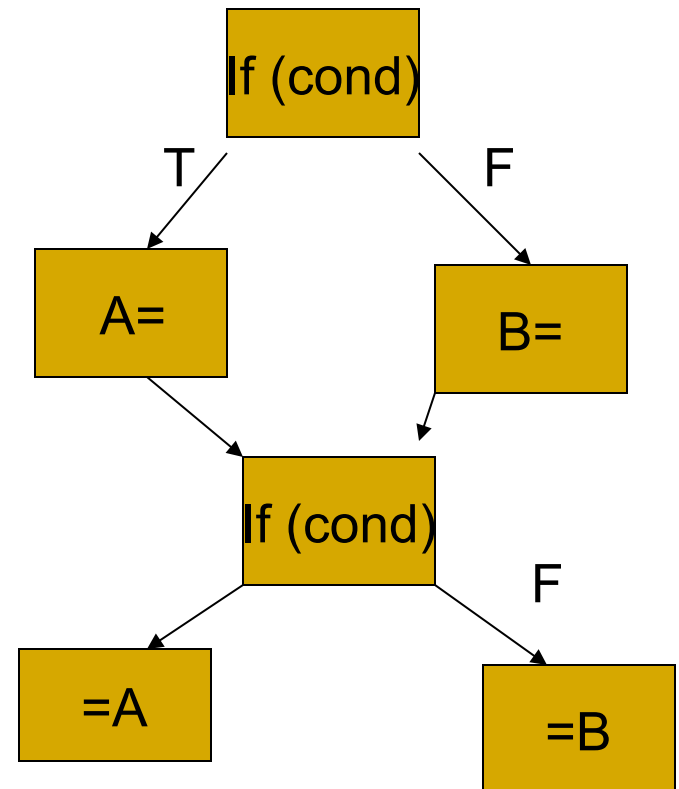 If (cond)
T
F
A=
B=
If (cond)
F
=A
=B